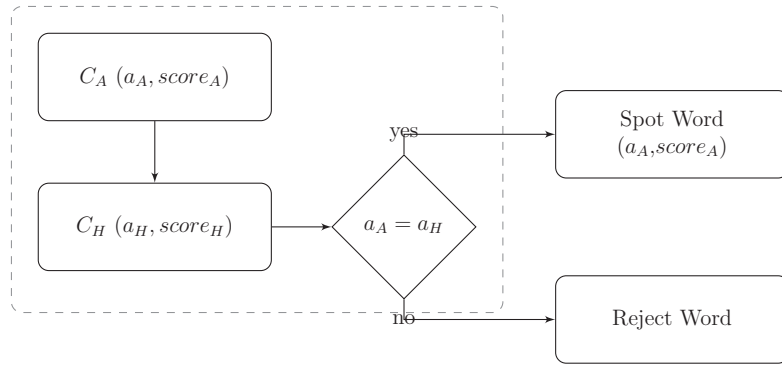 C_A (a_A, score_A)
yes
Spot Word
(a_A,score_A)
C_H (a_H, score_H)
a_A = a_H
no
Reject Word